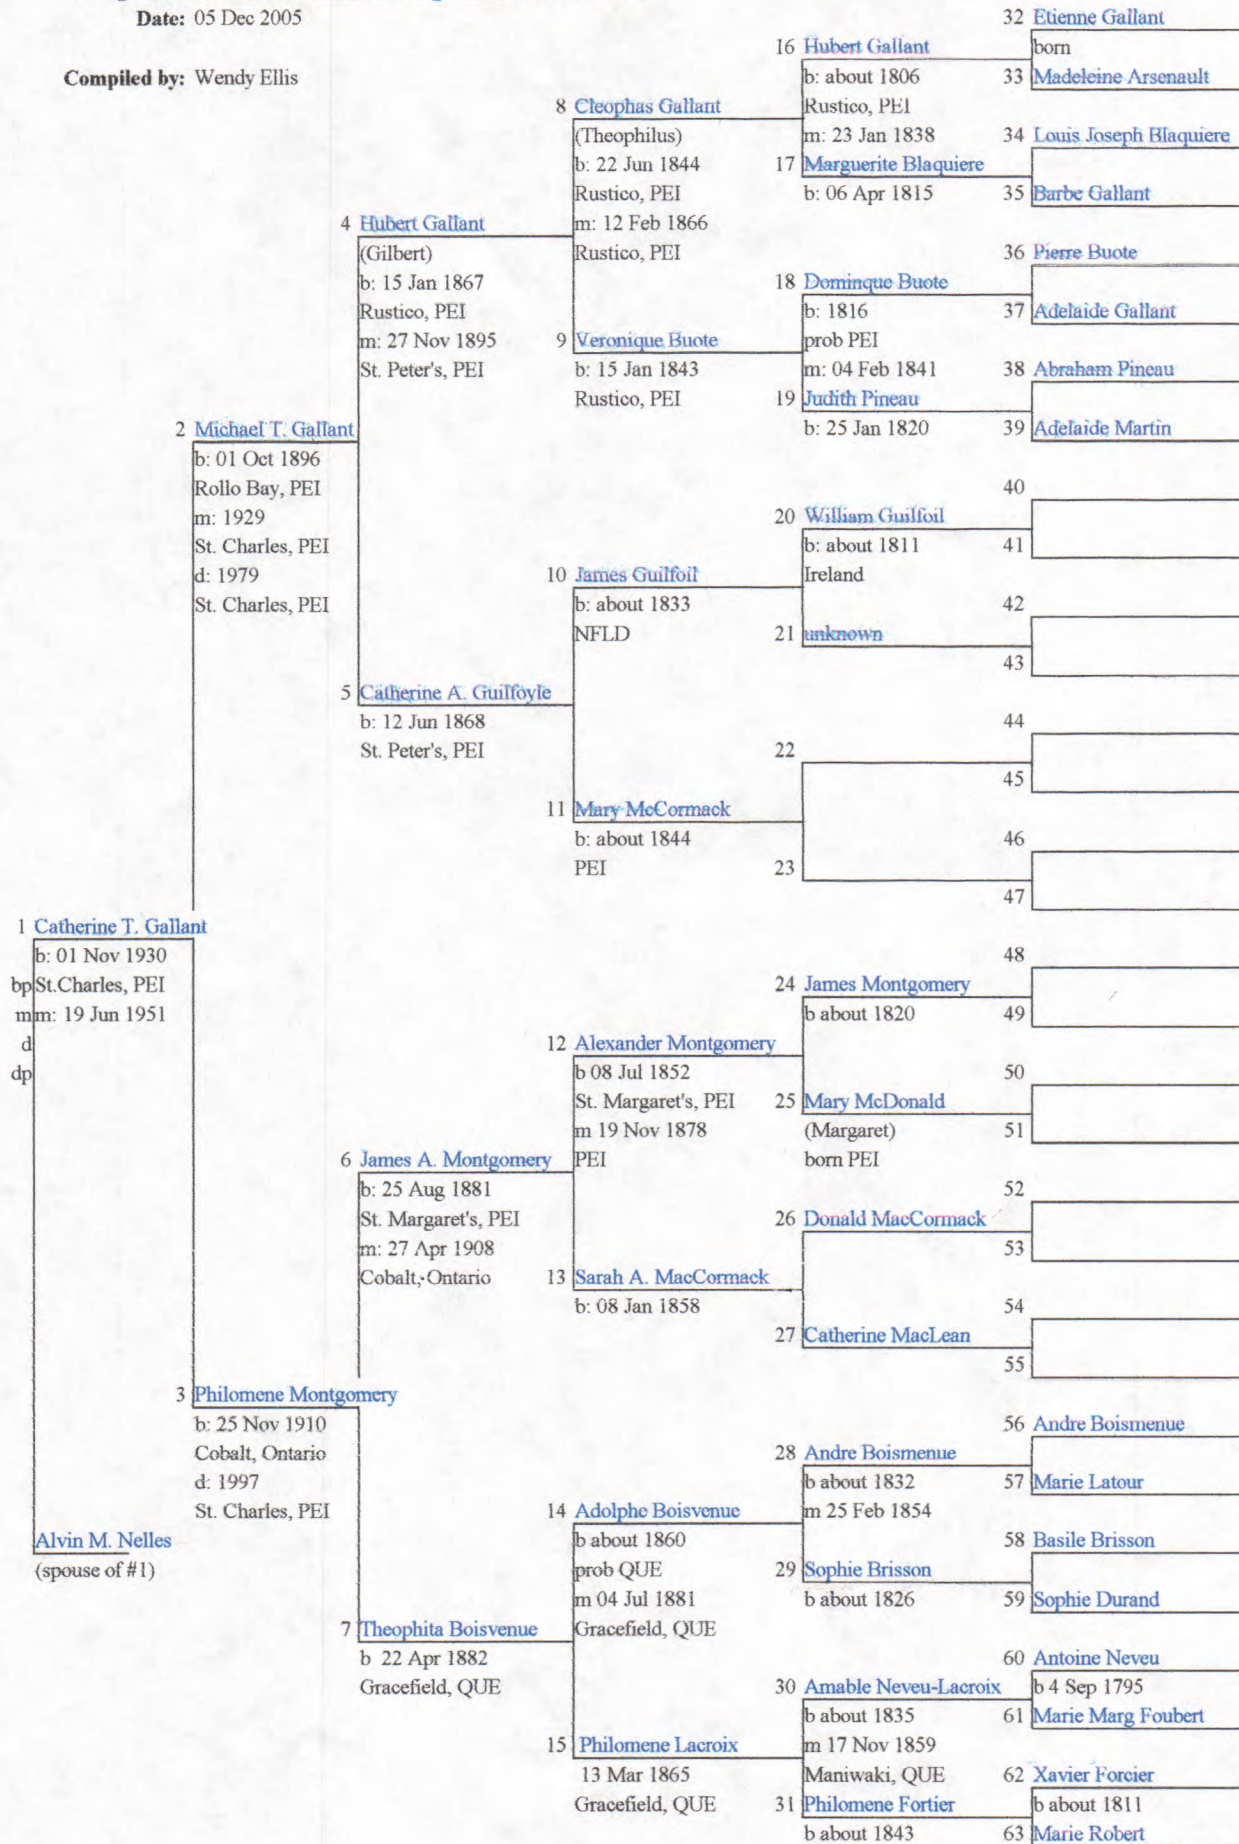 Date: 05 Dec 2005
Compiled by: Wendy Ellis
1 Catherine T. Gallant
b: 01 Nov 1930
bp St.Charles, PEI
m m: 19 Jun 1951
d
dp
Alvin M. Nelles
(spouse of #1)
2 Michael T. Gallant
b: 01 Oct 1896
Rollo Bay, PEI
m: 1929
St. Charles, PEI
d: 1979
St. Charles, PEI
3 Philomene Montgomery
b: 25 Nov 1910
Cobalt, Ontario
d: 1997
St. Charles, PEI
4 Hubert Gallant
(Gilbert)
b: 15 Jan 1867
Rustico, PEI
m: 27 Nov 1895
St. Peter's, PEI
5 Catherine A. Guilfoyle
b: 12 Jun 1868
St. Peter's, PEI
6 James A. Montgomery
b: 25 Aug 1881
St. Margaret's, PEI
m: 27 Apr 1908
Cobalt, Ontario
7 Theophita Boisvenue
b 22 Apr 1882
Gracefield, QUE
8 Cleophas Gallant
(Theophilus)
b: 22 Jun 1844
Rustico, PEI
m: 12 Feb 1866
Rustico, PEI
9 Veronique Buote
b: 15 Jan 1843
Rustico, PEI
10 James Guilfoil
b: about 1833
NFLD
11 Mary McCormack
b: about 1844
PEI
12 Alexander Montgomery
b 08 Jul 1852
St. Margaret's, PEI
m 19 Nov 1878
PEI
13 Sarah A. MacCormack
b: 08 Jan 1858
14 Adolphe Boisvenue
b about 1860
prob QUE
m 04 Jul 1881
Gracefield, QUE
15 Philomene Lacroix
13 Mar 1865
Gracefield, QUE
16 Hubert Gallant
b: about 1806
Rustico, PEI
m: 23 Jan 1838
17 Marguerite Blaquiere
b: 06 Apr 1815
18 Dominque Buote
b: 1816
prob PEI
m: 04 Feb 1841
19 Judith Pineau
b: 25 Jan 1820
20 William Guilfoil
b: about 1811
Ireland
21 unknown
22
23
24 James Montgomery
b about 1820
25 Mary McDonald
(Margaret)
born PEI
26 Donald MacCormack
27 Catherine MacLean
28 Andre Boismenue
b about 1832
m 25 Feb 1854
29 Sophie Brisson
b about 1826
30 Amable Neveu-Lacroix
b about 1835
m 17 Nov 1859
Maniwaki, QUE
31 Philomene Fortier
b about 1843
32 Etienne Gallant
born
33 Madeleine Arsenault
34 Louis Joseph Blaquiere
35 Barbe Gallant
36 Pierre Buote
37 Adelaide Gallant
38 Abraham Pineau
39 Adelaide Martin
40
41
42
43
44
45
46
47
48
49
50
51
52
53
54
55
56 Andre Boismenue
57 Marie Latour
58 Basile Brisson
59 Sophie Durand
60 Antoine Neveu
b 4 Sep 1795
61 Marie Marg Foubert
62 Xavier Forcier
b about 1811
63 Marie Robert